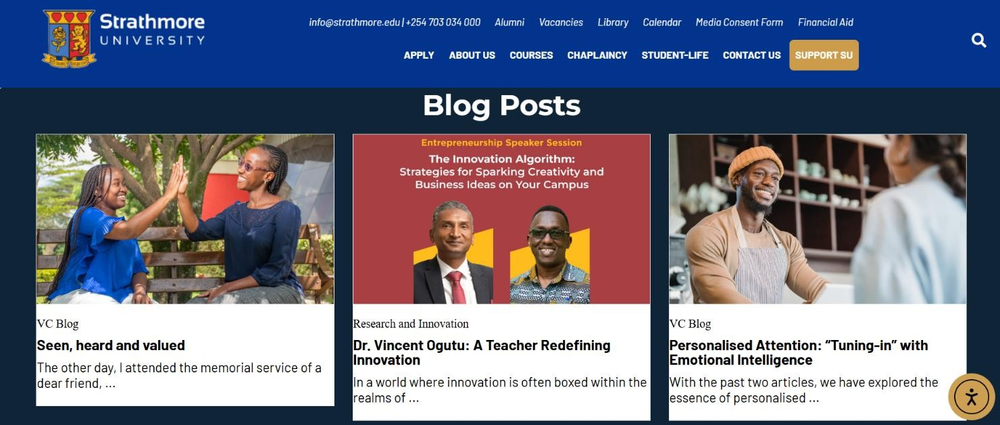 Strathmore
UNIVERSITY
info@strathmore.edu | +254 703 034 000 Alumni Vacancies Library Calendar Media Consent Form Financial Aid
APPLY ABOUT US COURSES CHAPLAINCY STUDENT-LIFE CONTACT US SUPPORT SU
Blog Posts
Entrepreneurship Speaker Session
The Innovation Algorithm:
Strategies for Sparking Creativity and
Business Ideas on Your Campus
VC Blog
Seen, heard and valued
The other day, I attended the memorial service of a
dear friend, ...
Research and Innovation
Dr. Vincent Ogutu: A Teacher Redefining
Innovation
In a world where innovation is often boxed within the
realms of ...
VC Blog
Personalised Attention: “Tuning-in” with
Emotional Intelligence
With the past two articles, we have explored the
essence of personalised ...